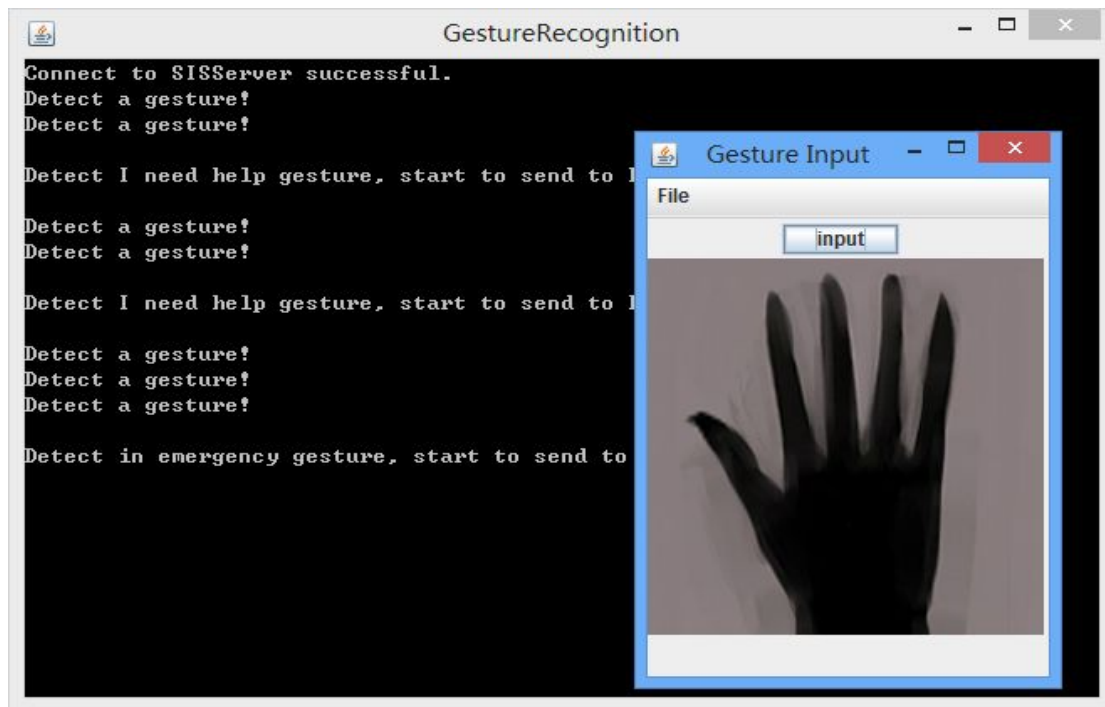 GestureRecognition
Connect to SISServer successful.
Detect a gesture!
Detect a gesture!
Detect I need help gesture, start to send to
Detect a gesture!
Detect a gesture!
Detect I need help gesture, start to send to
Detect a gesture!
Detect a gesture!
Detect a gesture!
Detect in emergency gesture, start to send to
Gesture Input
File
input